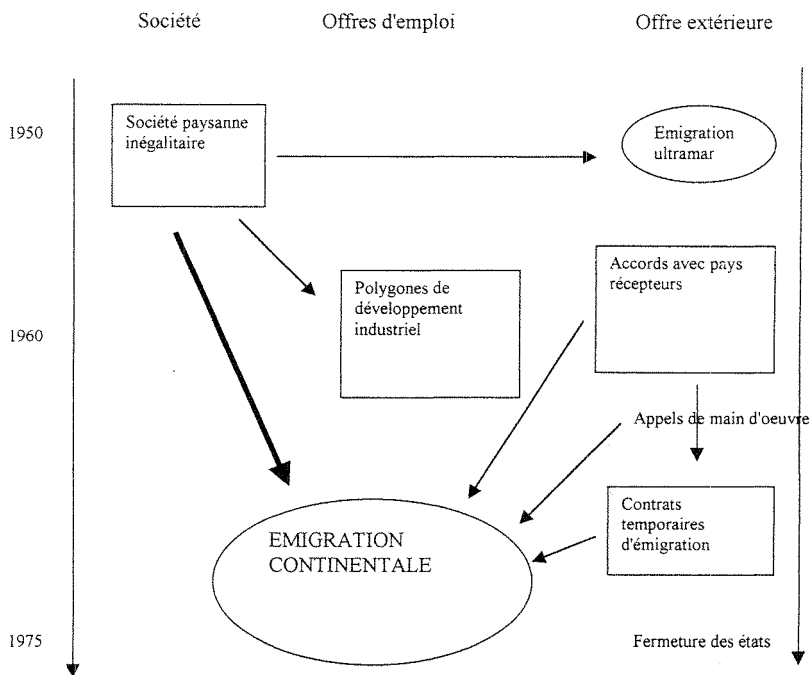 Société
Offres d'emploi
Offre extérieure
1950
Société paysanne
inégalitaire
Emigration
ultramar
Polygones de
développement
industriel
Accords avec pays
récepteurs
1960
Appels de main d'oeuvre
Contrats
temporaires
d'émigration
EMIGRATION
CONTINENTALE
1975
Fermeture des états